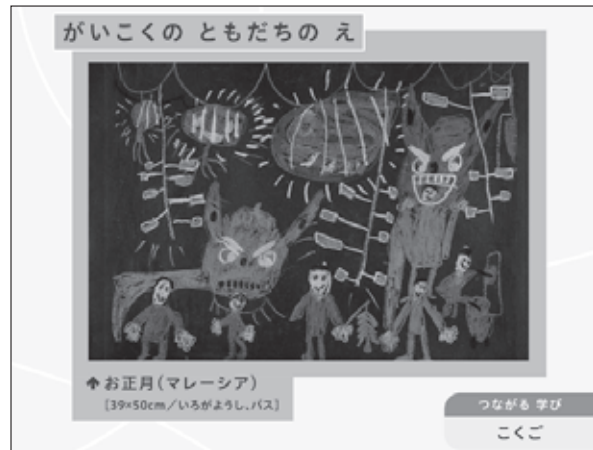 がいこくの ともだちの え
↑お正月(マレーシア)
[39×50cm/いろがようし、パス]
つながる 学び
こくご